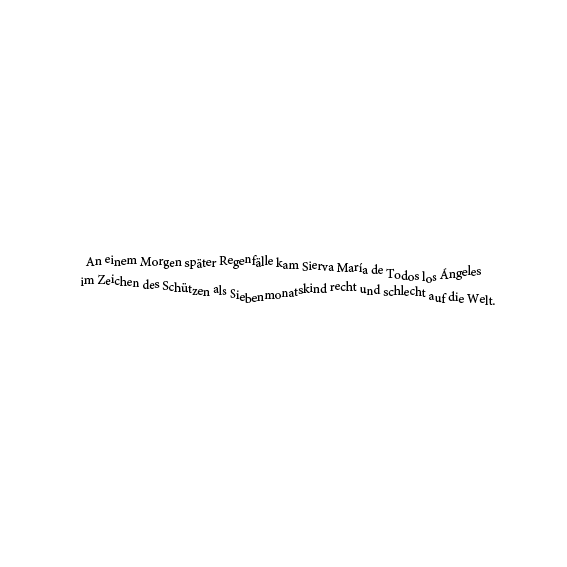 An einem Morgen später Regenfälle kam Sierva María de Todos los Ángeles
im Zeichen des Schützen als Siebenmonatskind recht und schlecht auf die Welt.